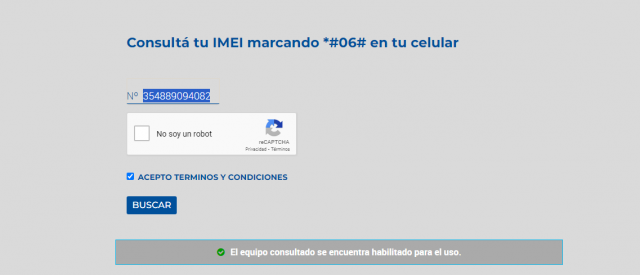 Consultá tu IMEI marcando *#06# en tu celular
Nº 354889094082
No soy un robot
reCAPTCHA
Privacidad - Términos
ACEPTO TERMINOS Y CONDICIONES
BUSCAR
El equipo consultado se encuentra habilitado para el uso.